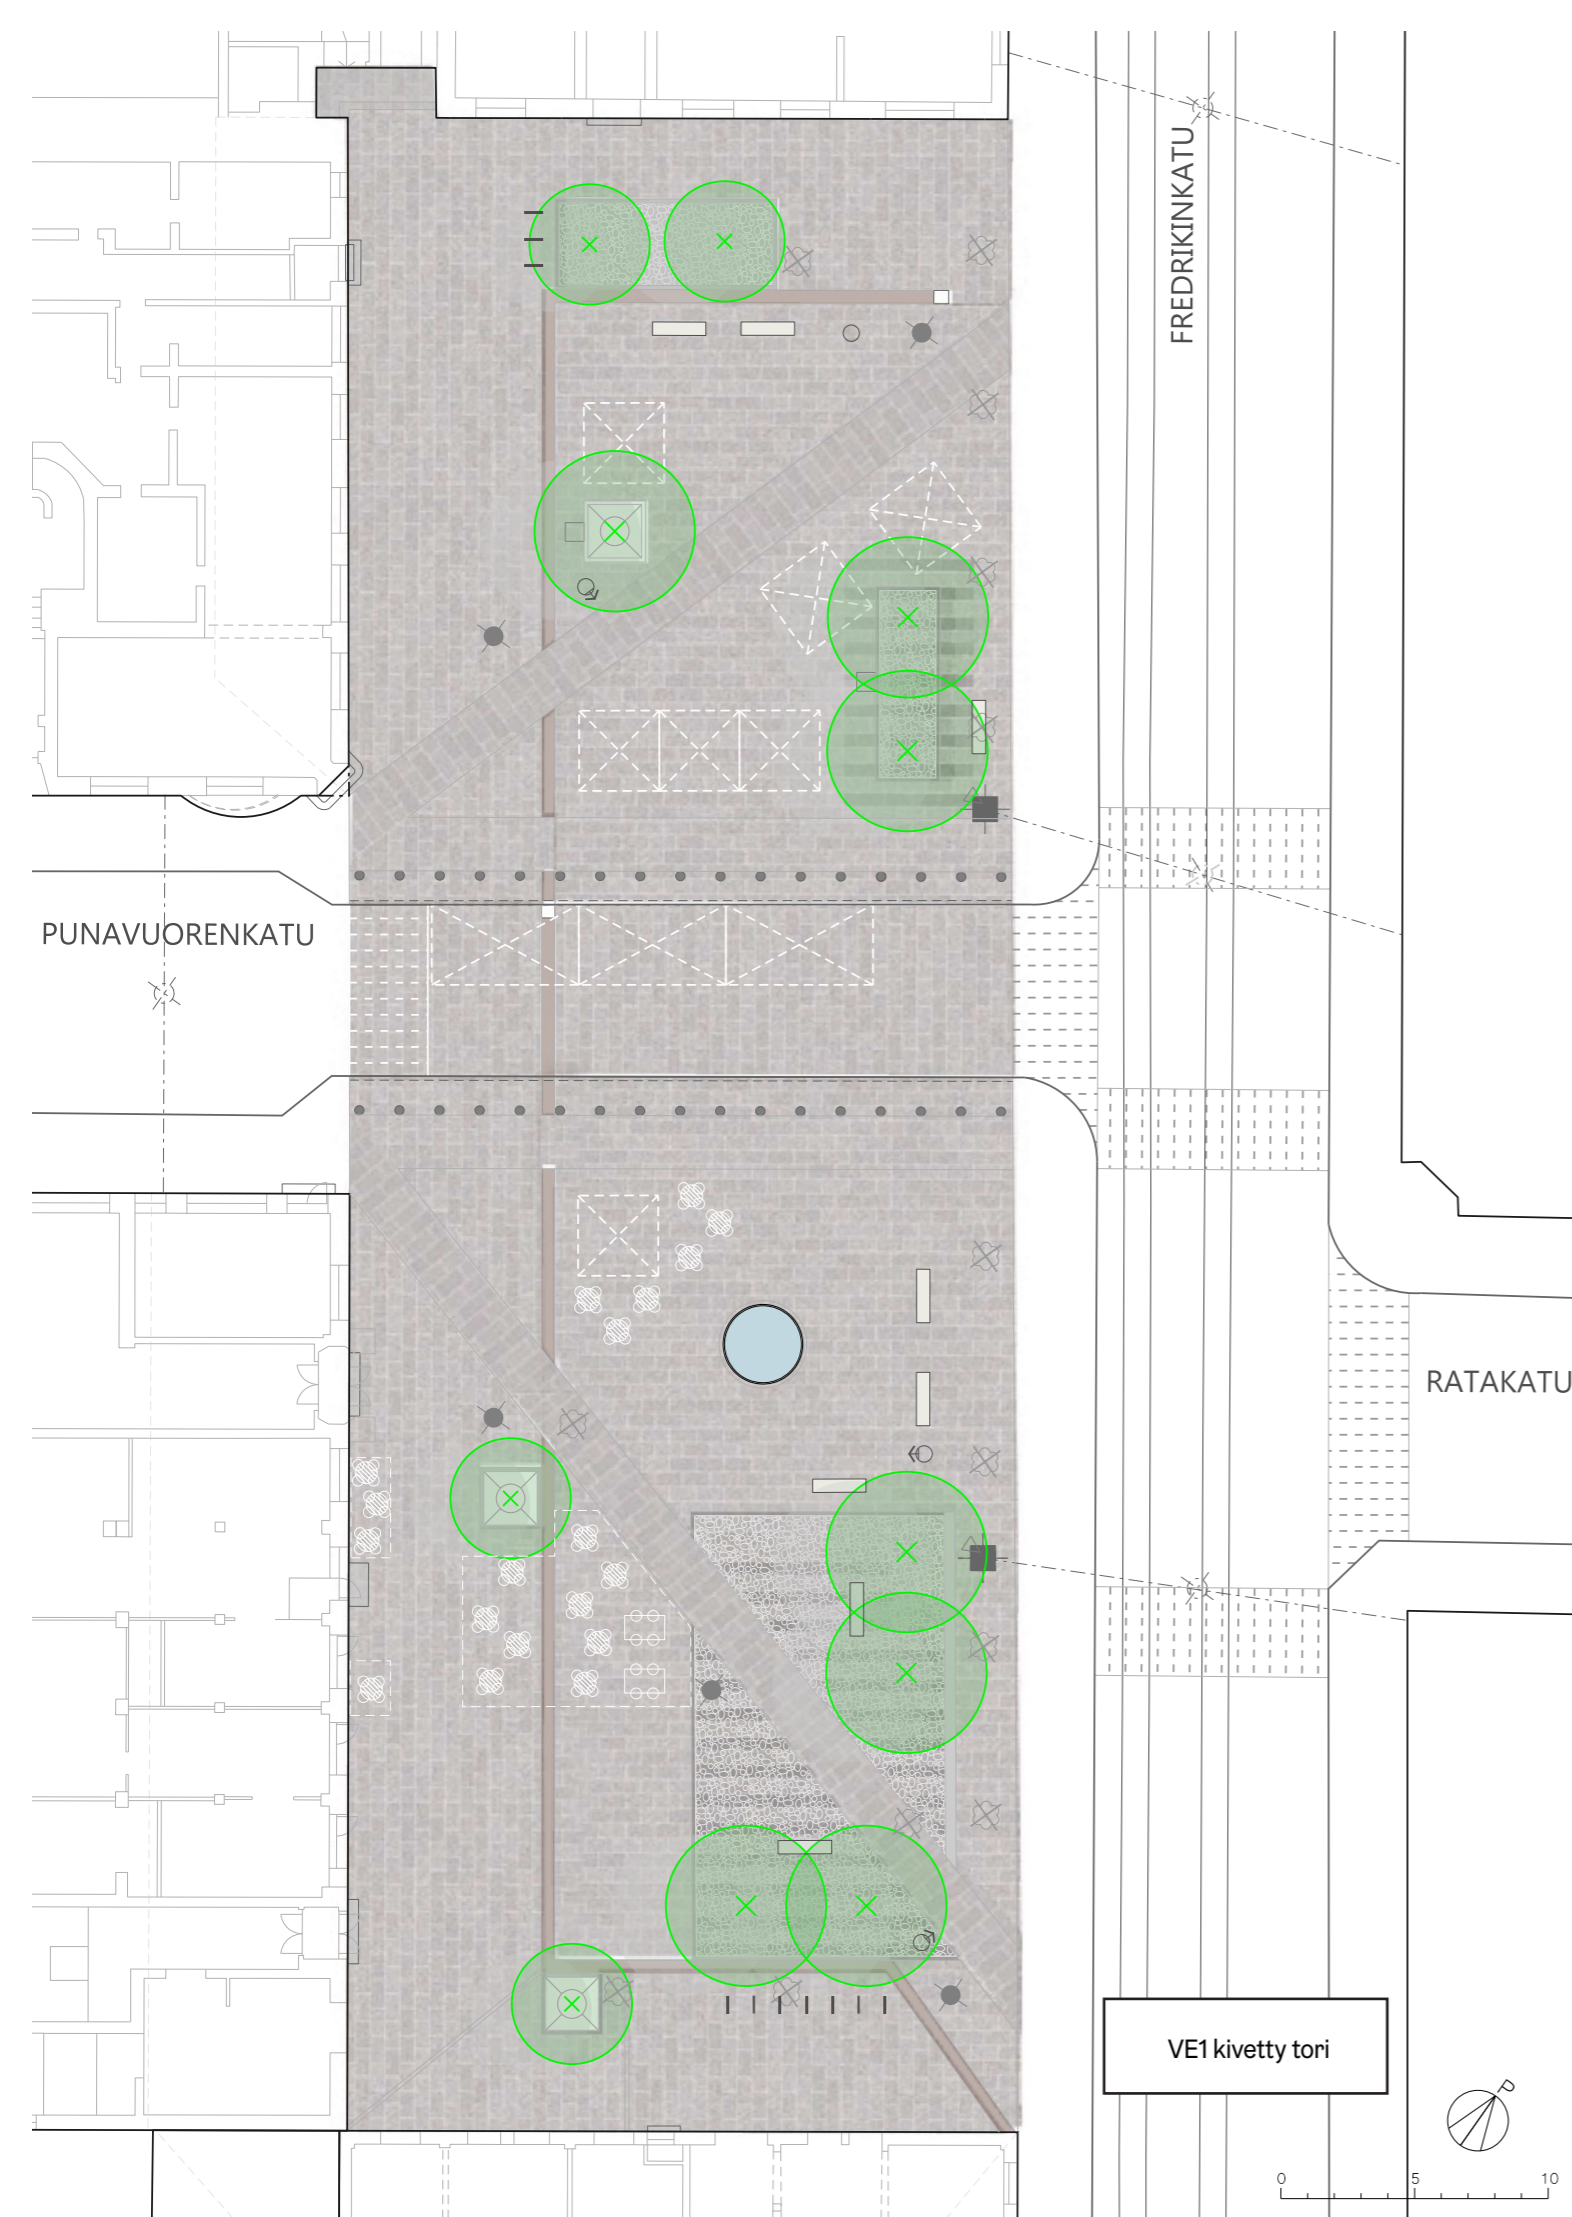 FREDRIKINKATU
PUNAVUORENKATU
RATAKATU
VE1 kivetty tori
P
0 5 10